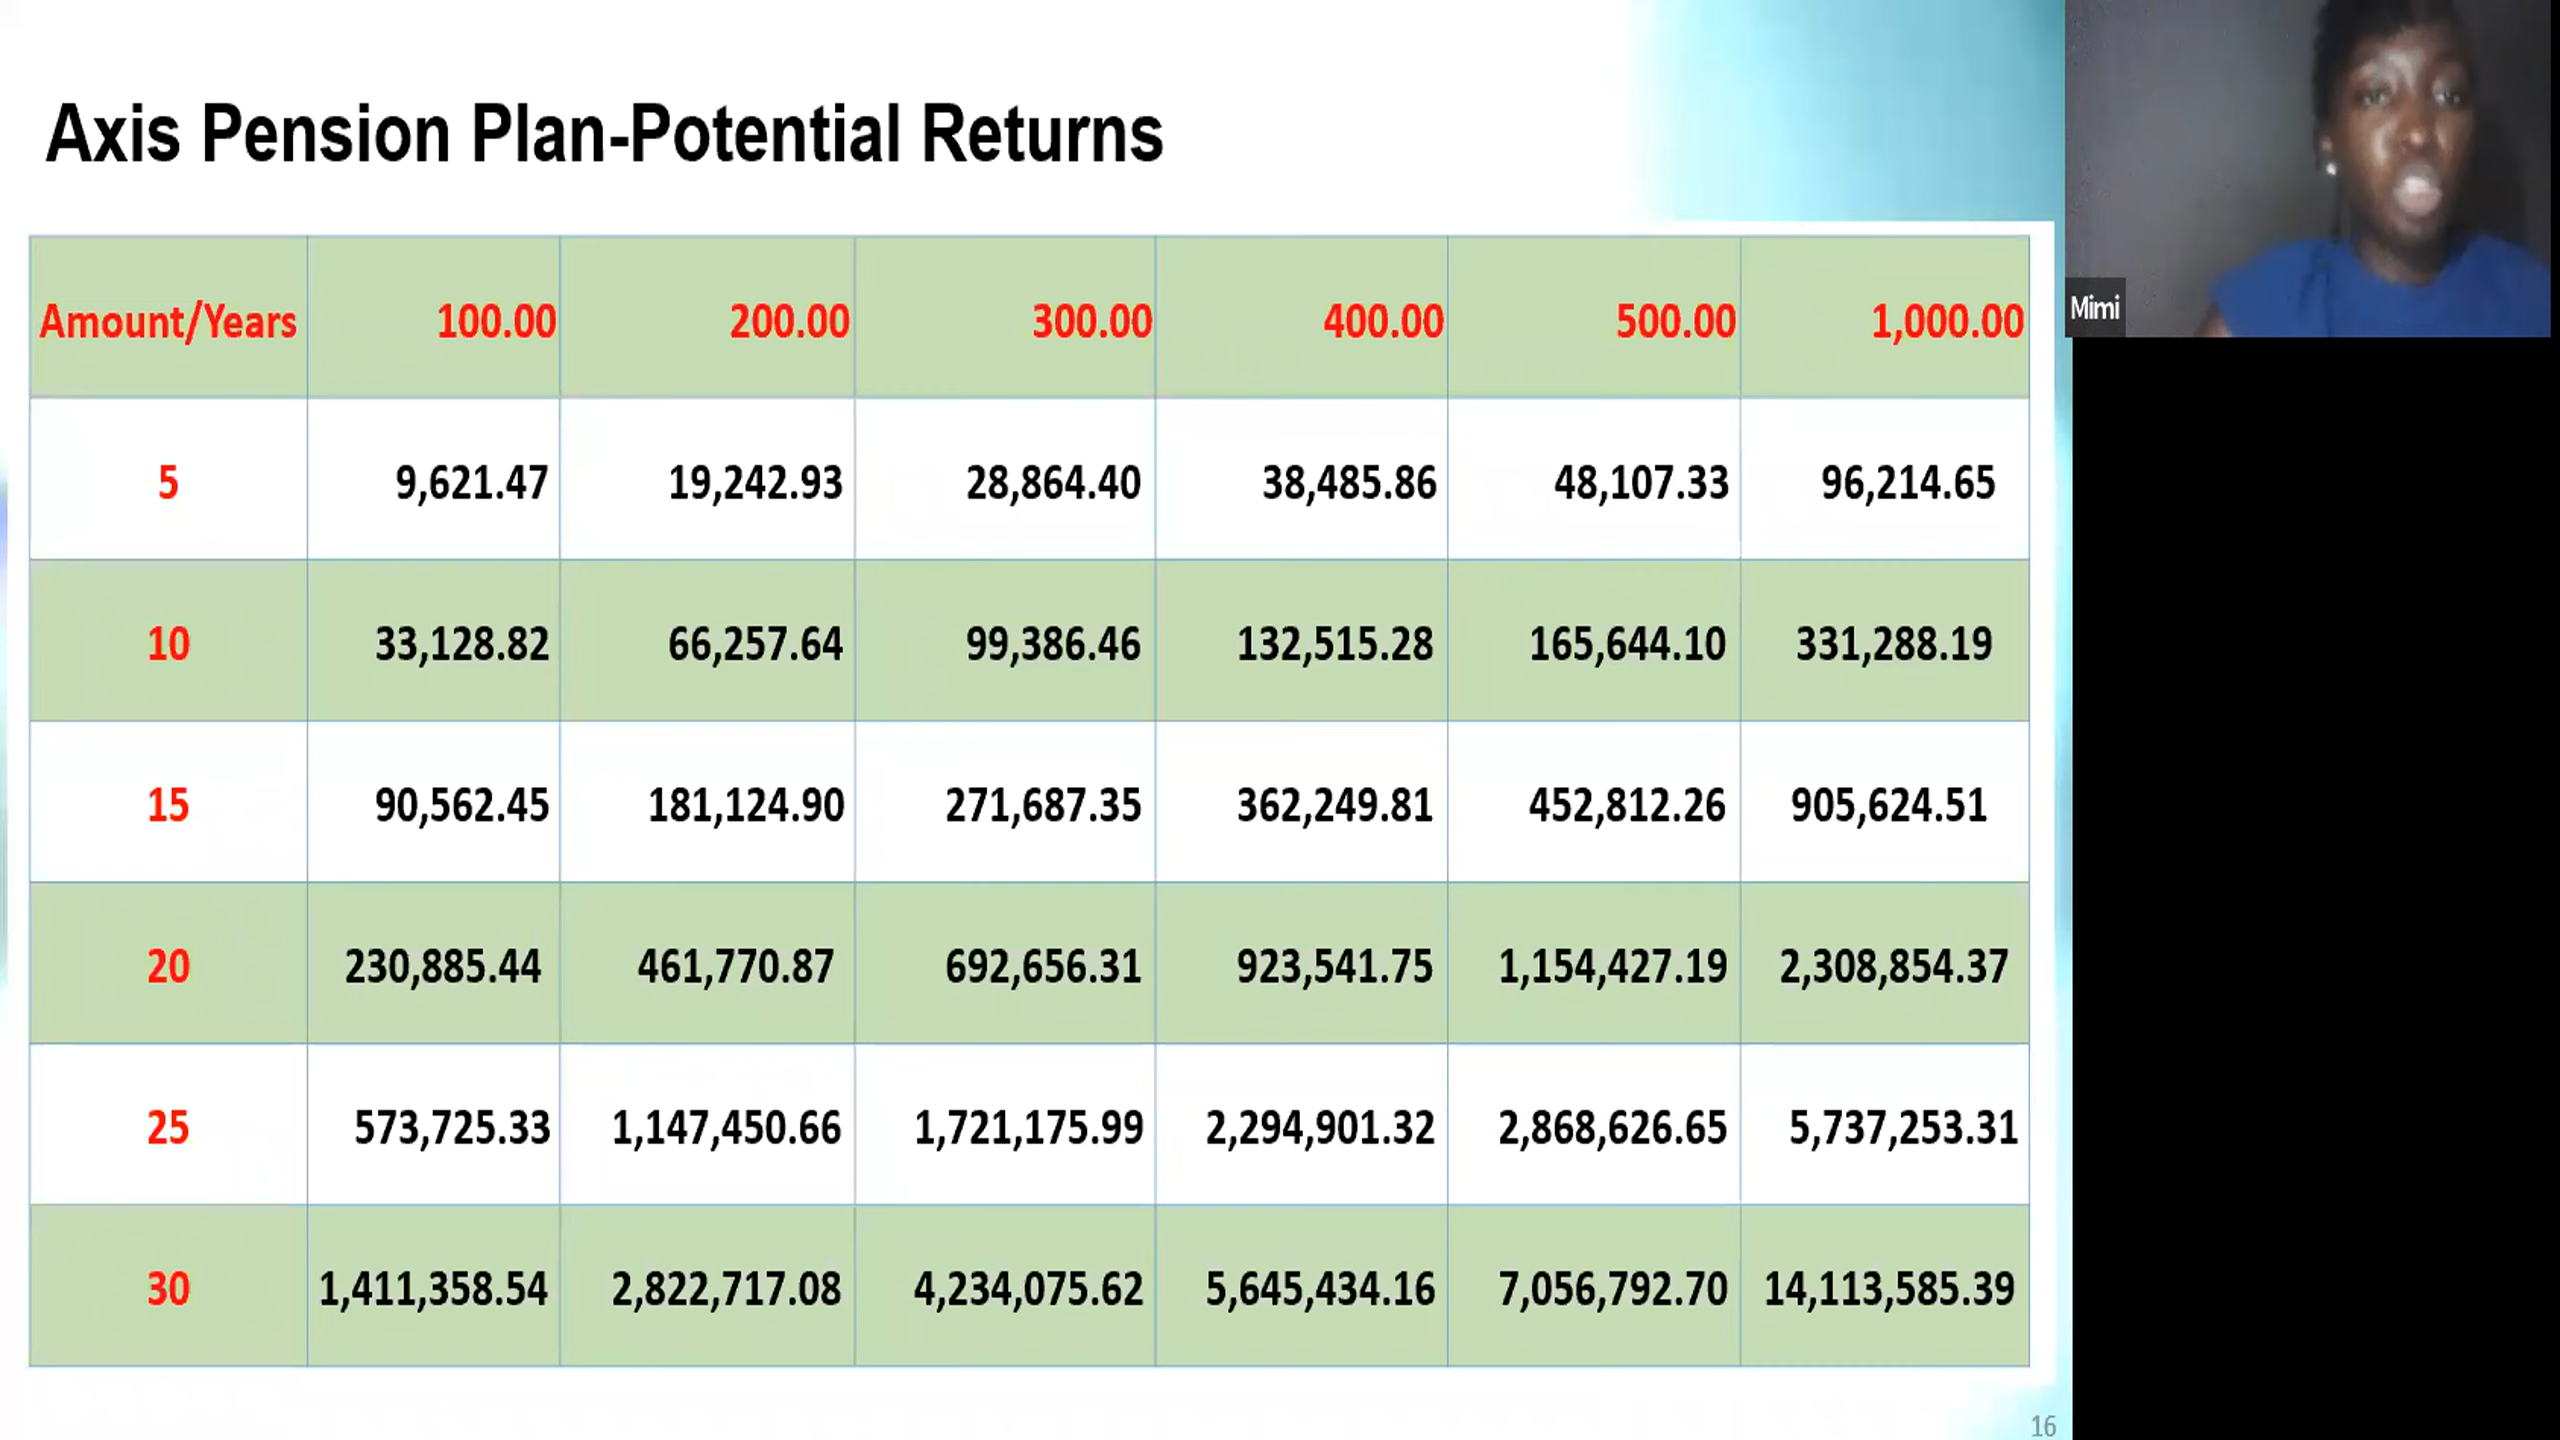 Axis Pension Plan-Potential Returns
Amount/Years 100.00 200.00 300.00 400.00 500.00 1,000.00
5 9,621.47 19,242.93 28,864.40 38,485.86 48,107.33 96,214.65
10 33,128.82 66,257.64 99,386.46 132,515.28 165,644.10 331,288.19
15 90,562.45 181,124.90 271,687.35 362,249.81 452,812.26 905,624.51
20 230,885.44 461,770.87 692,656.31 923,541.75 1,154,427.19 2,308,854.37
25 573,725.33 1,147,450.66 1,721,175.99 2,294,901.32 2,868,626.65 5,737,253.31
30 1,411,358.54 2,822,717.08 4,234,075.62 5,645,434.16 7,056,792.70 14,113,585.39
16
Mimi